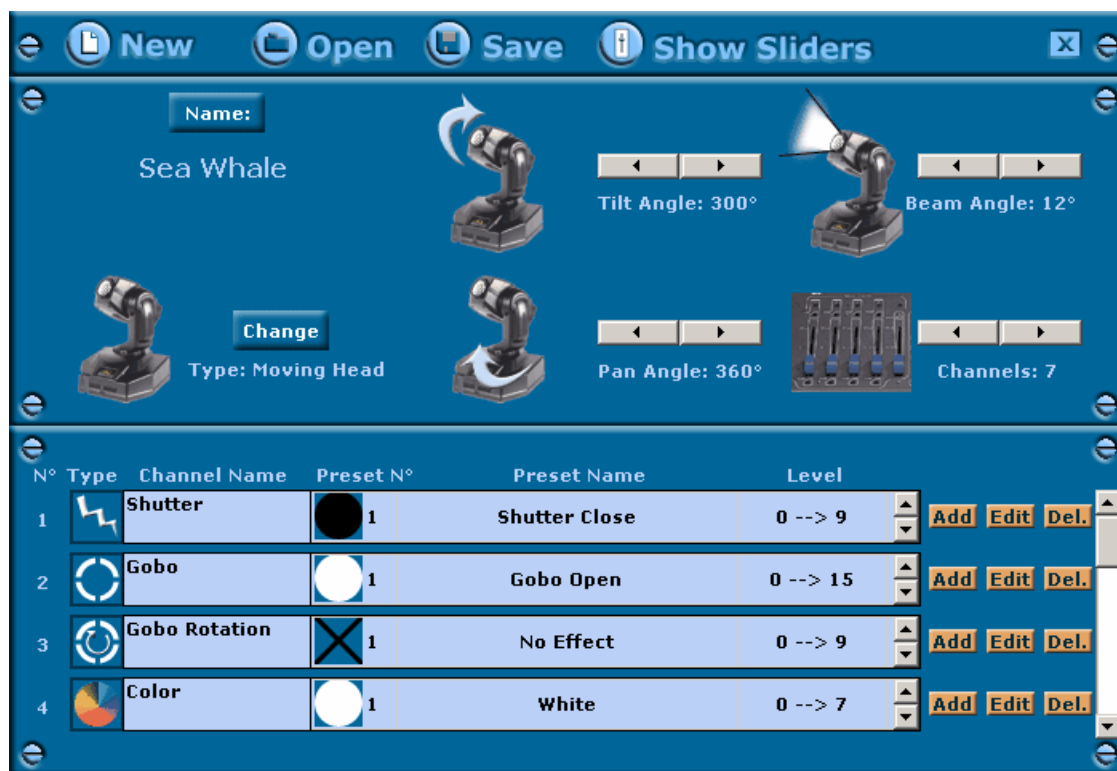 New Open Save Show Sliders X
Name:
Sea Whale
Tilt Angle: 300°
Beam Angle: 12°
Change
Type: Moving Head
Pan Angle: 360°
Channels: 7
N° Type Channel Name Preset N° Preset Name Level
1 Shutter 1 Shutter Close 0 --> 9 Add Edit Del.
2 Gobo 1 Gobo Open 0 --> 15 Add Edit Del.
3 Gobo Rotation 1 No Effect 0 --> 9 Add Edit Del.
4 Color 1 White 0 --> 7 Add Edit Del.